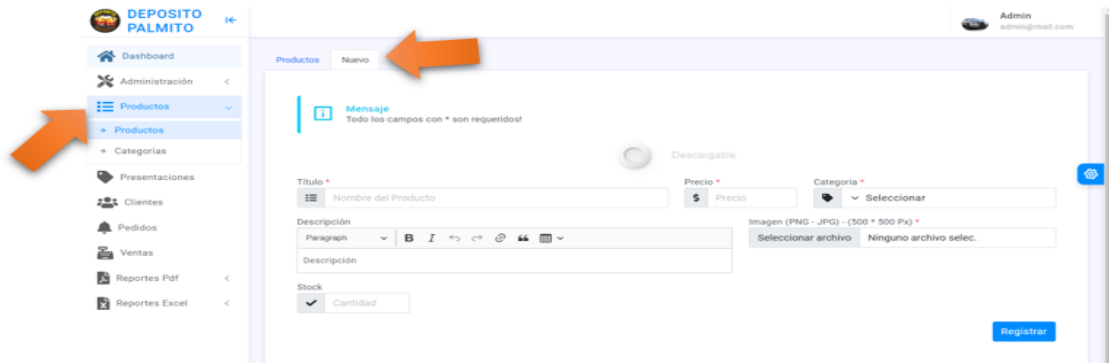 DEPOSITO
PALMITO
Admin
admin@mail.com
Dashboard
Administración
Productos
Productos
Categorías
Presentaciones
Clientes
Pedidos
Ventas
Reportes Pdf
Reportes Excel
Productos Nuevo
Mensaje
Todo los campos con * son requeridos!
Descargable
Título * Precio * Categoria *
Nombre del Producto $ Precio Seleccionar
Descripción Imagen (PNG - JPG) - (500 * 500 Px) *
Paragraph B I Seleccionar archivo Ninguno archivo selec.
Descripción
Stock
Cantidad
Registrar